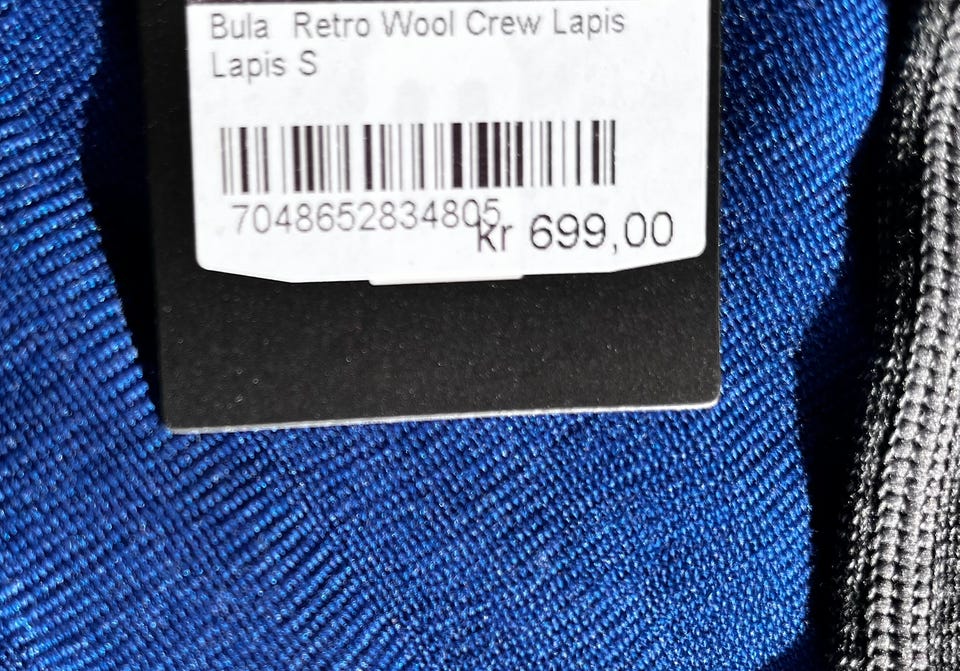 Bula Retro Wool Crew Lapis
Lapis S
7048652834805
kr 699,00